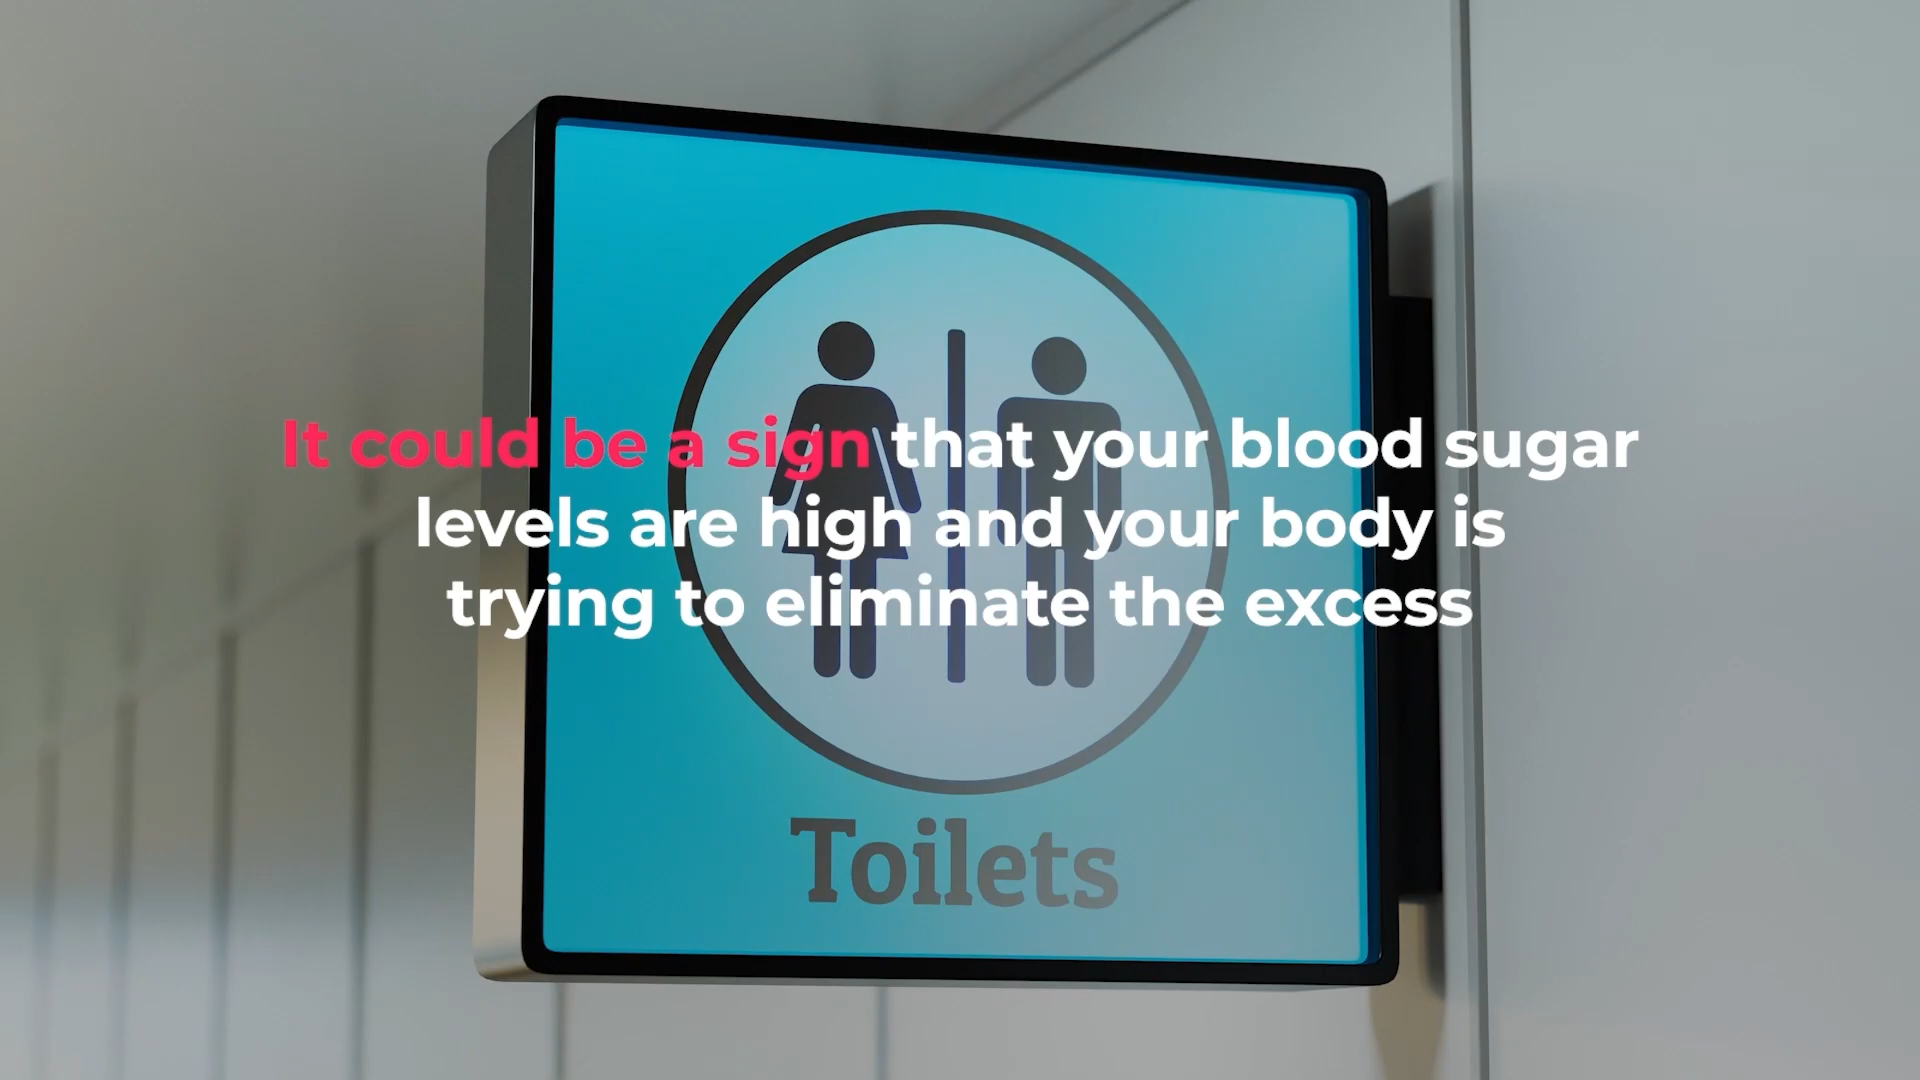 It could be a sign that your blood sugar
levels are high and your body is
trying to eliminate the excess
Toilets